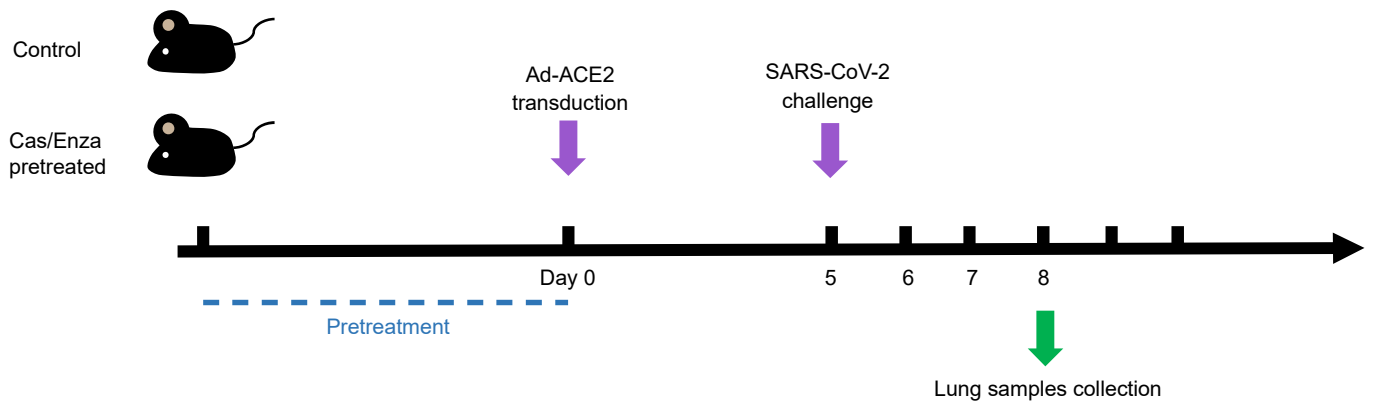 Control
Cas/Enza
pretreated
Ad-ACE2
transduction
SARS-CoV-2
challenge
Day 0
5
6
7
8
Pretreatment
Lung samples collection